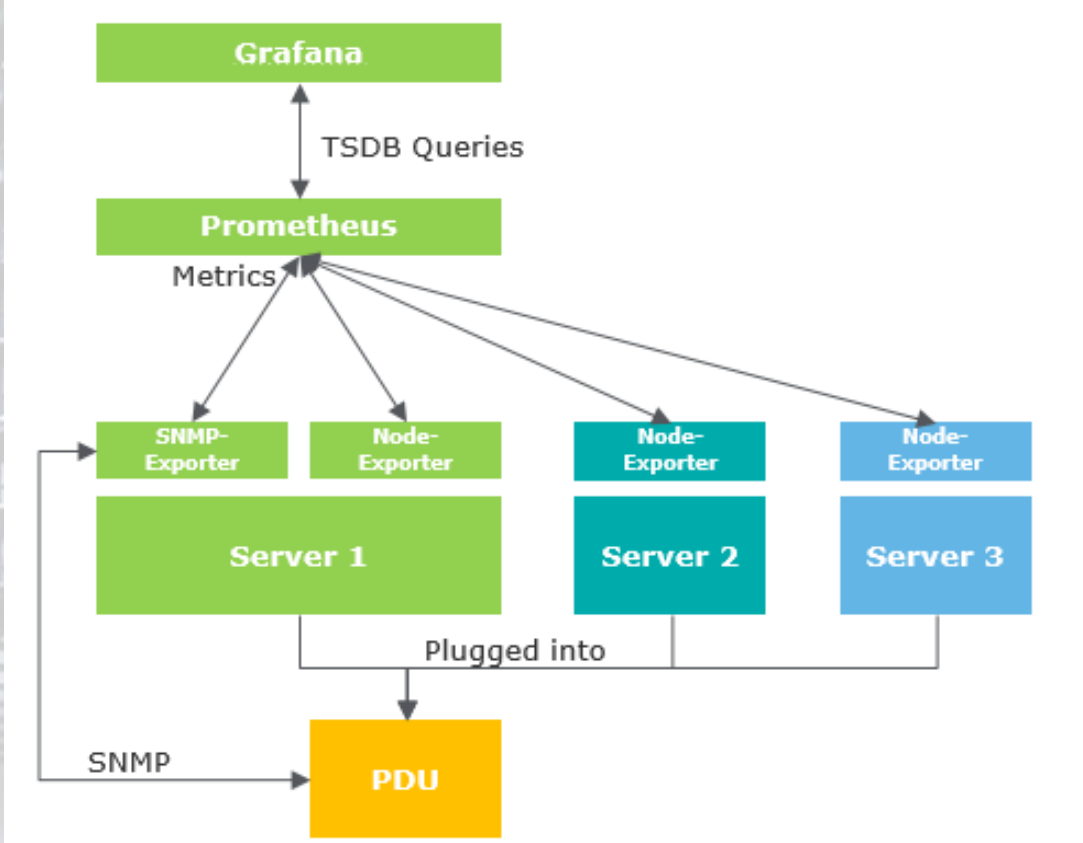 Grafana
TSDB Queries
Prometheus
Metrics
SNMP-
Exporter
Node-
Exporter
Node-
Exporter
Node-
Exporter
Server 1
Server 2
Server 3
Plugged into
SNMP
PDU